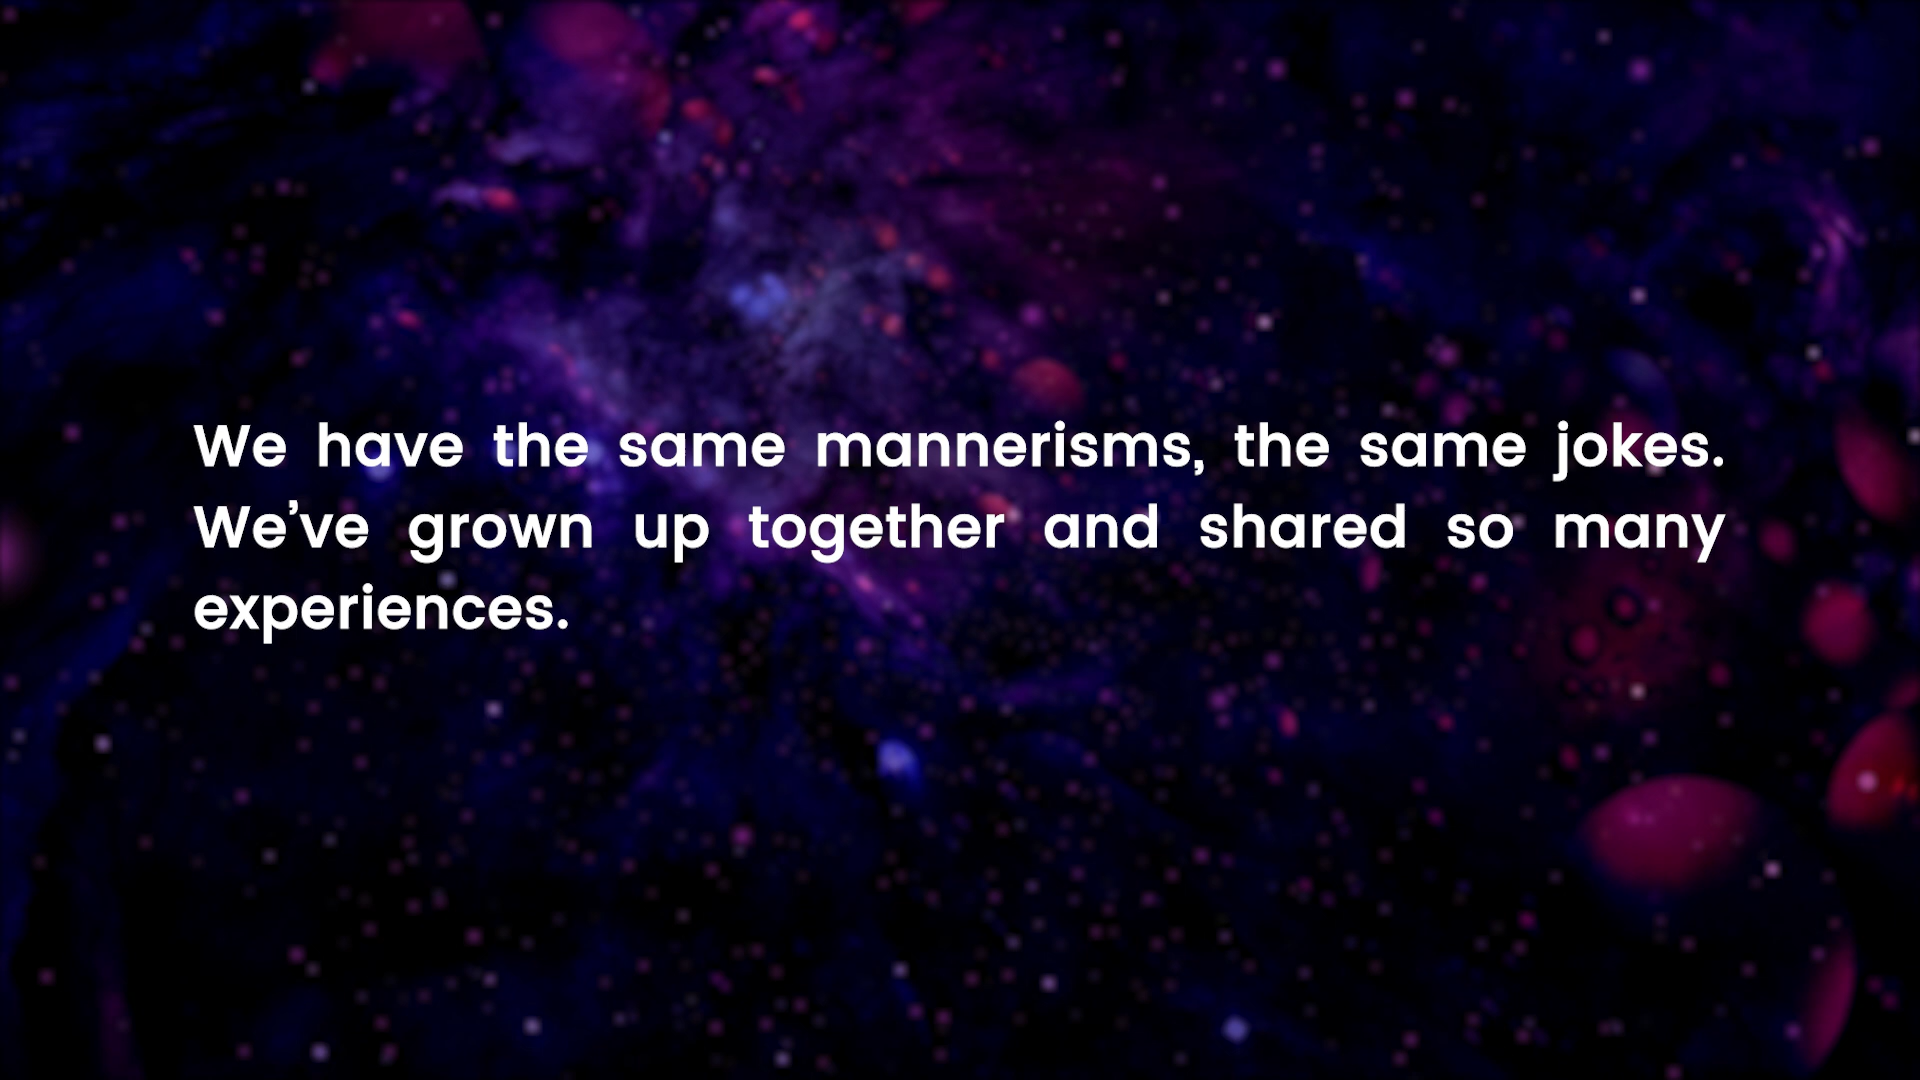 We have the same mannerisms, the same jokes.
We’ve grown up together and shared so many
experiences.